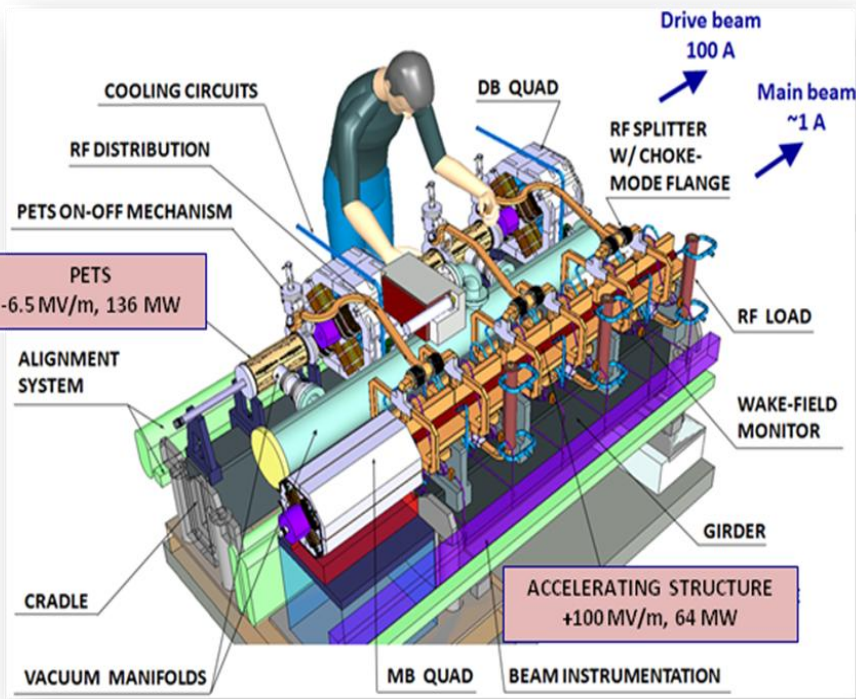 Drive beam
100 A
Main beam
~1 A
COOLING CIRCUITS
DB QUAD
RF SPLITTER
W/ CHOKE-
MODE FLANGE
RF DISTRIBUTION
PETS ON-OFF MECHANISM
PETS
-6.5 MV/m, 136 MW
RF LOAD
ALIGNMENT
SYSTEM
WAKE-FIELD
MONITOR
GIRDER
ACCELERATING STRUCTURE
+100 MV/m, 64 MW
CRADLE
VACUUM MANIFOLDS
MB QUAD
BEAM INSTRUMENTATION